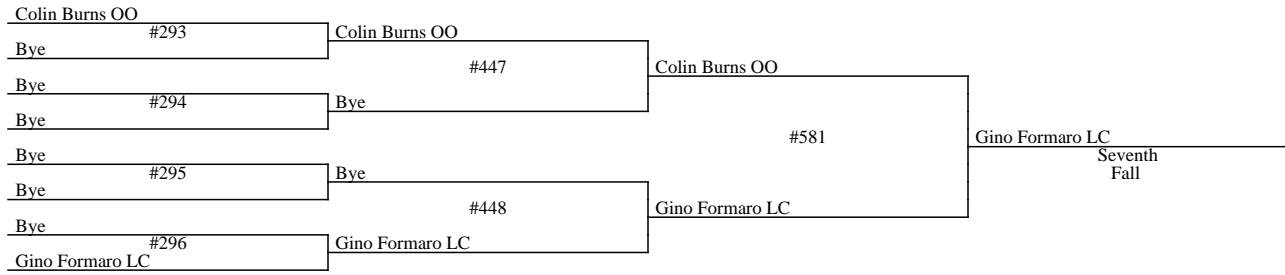 Colin Burns OO
#293
Bye
Colin Burns OO
#447
Bye
#294
Bye
Bye
Colin Burns OO
#581
Bye
#295
Bye
Bye
#448
Bye
#296
Gino Formaro LC
Gino Formaro LC
Gino Formaro LC
Gino Formaro LC
Seventh
Fall